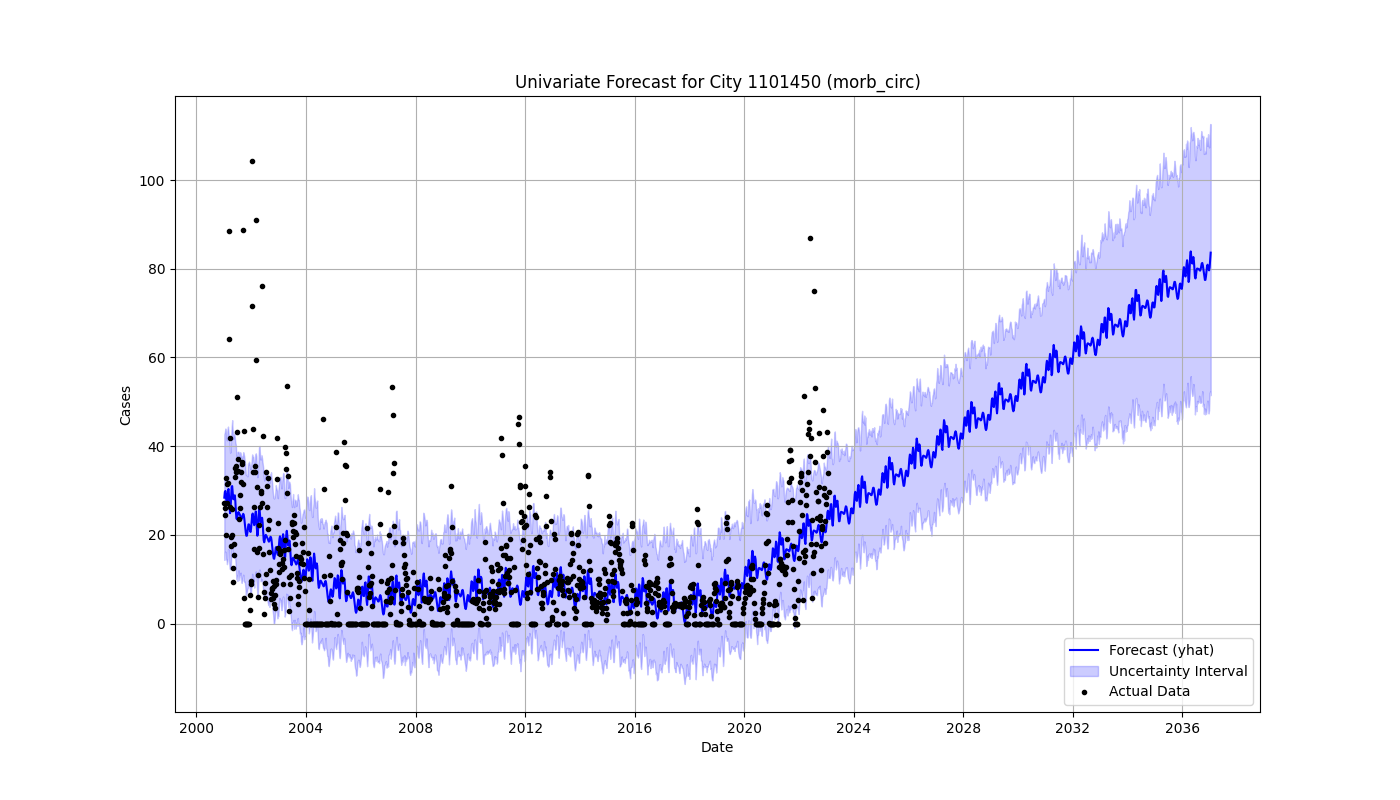 Univariate Forecast for City 1101450 (morb_circ)
100
80
60
40
20
0
Cases
2000 2004 2008 2012 2016 2020 2024 2028 2032 2036
Date
Forecast (yhat)
Uncertainty Interval
Actual Data